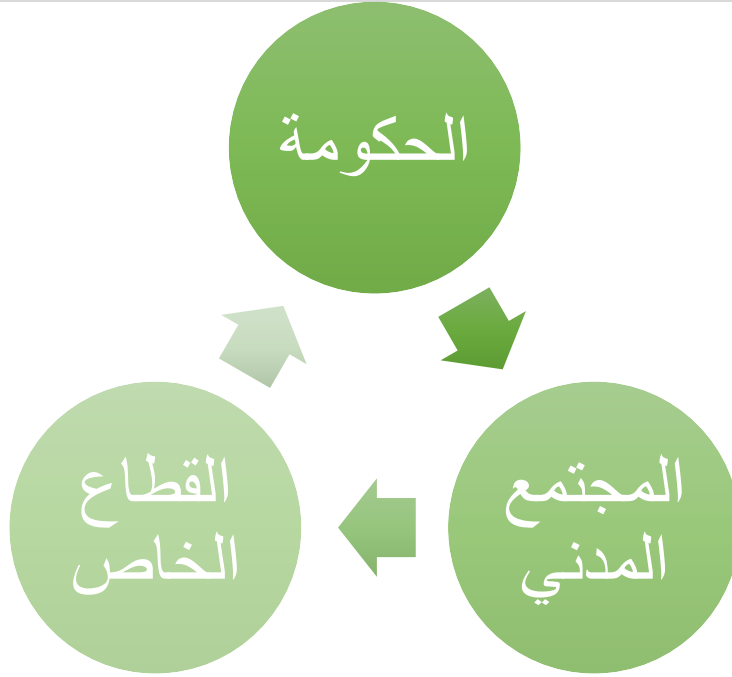 الحكومة
المجتمع
المدني
القطاع
الخاص